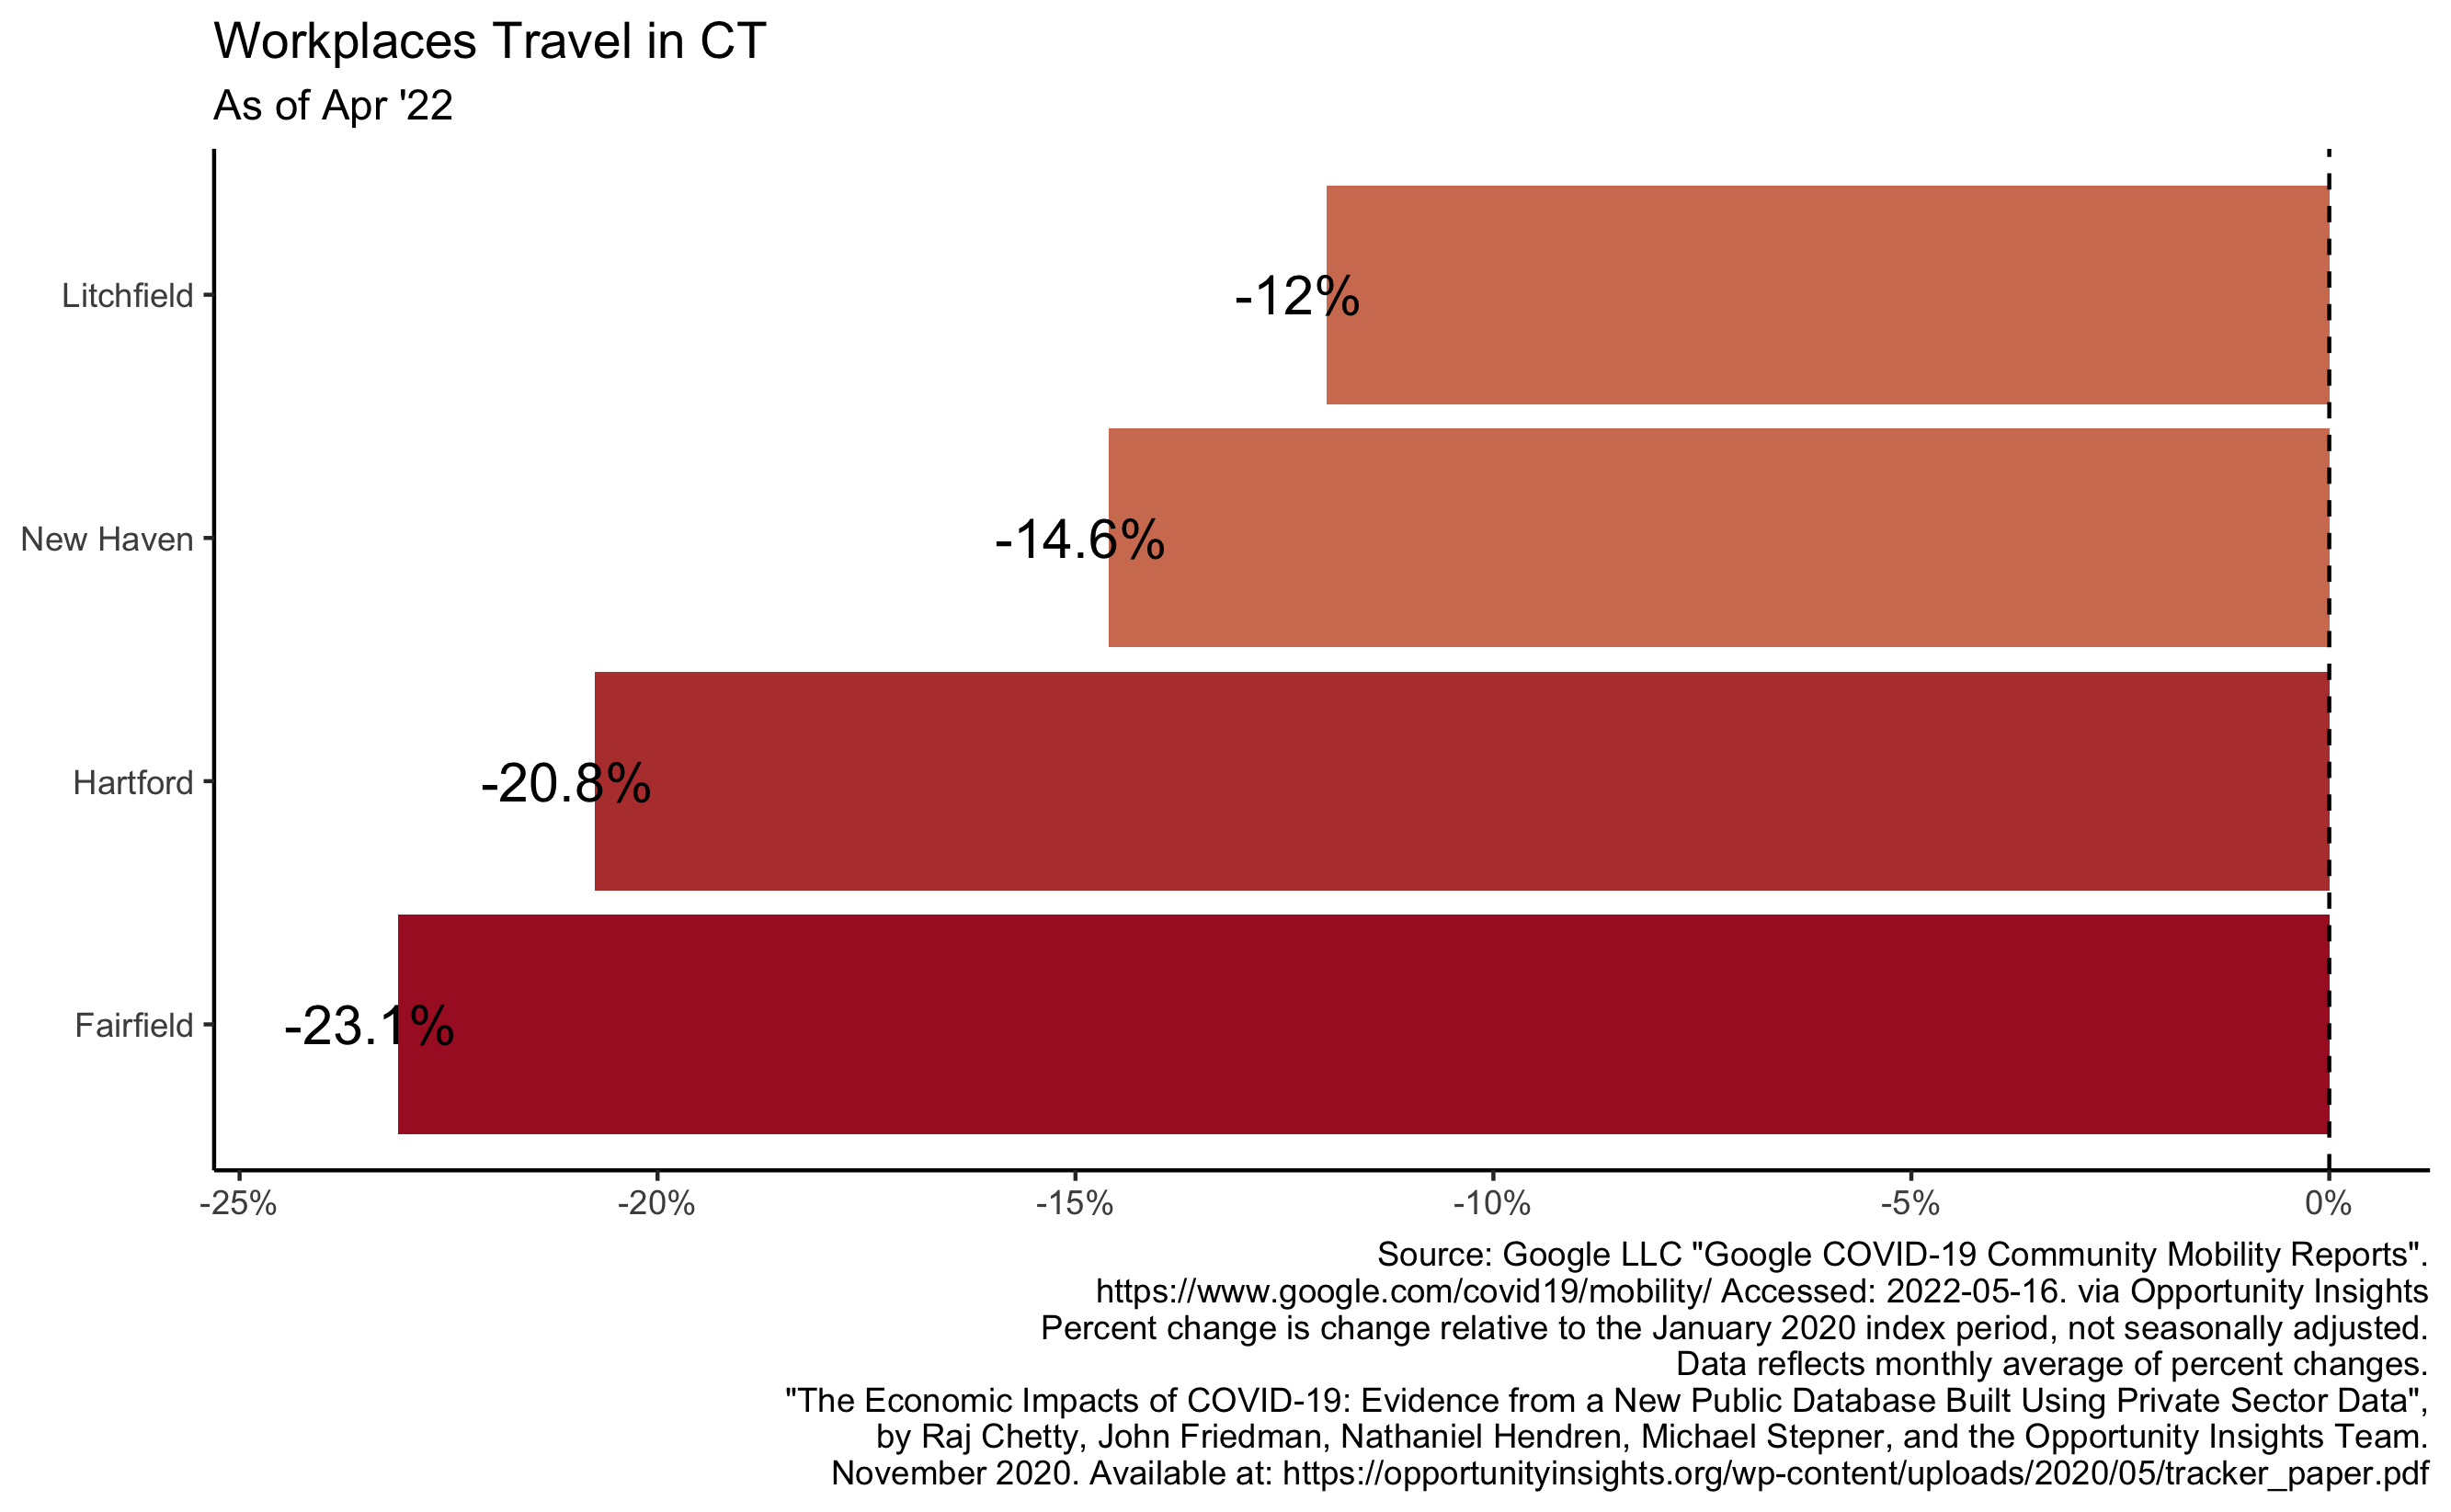 Workplaces Travel in CT
As of Apr '22
Litchfield
-12%
New Haven
-14.6%
Hartford
-20.8%
Fairfield
-23.1%
-25%
-20%
-15%
-10%
-5%
0%
Source: Google LLC "Google COVID-19 Community Mobility Reports".
https://www.google.com/covid19/mobility/ Accessed: 2022-05-16. via Opportunity Insights
Percent change is change relative to the January 2020 index period, not seasonally adjusted.
Data reflects monthly average of percent changes.
"The Economic Impacts of COVID-19: Evidence from a New Public Database Built Using Private Sector Data",
by Raj Chetty, John Friedman, Nathaniel Hendren, Michael Stepner, and the Opportunity Insights Team.
November 2020. Available at: https://opportunityinsights.org/wp-content/uploads/2020/05/tracker_paper.pdf